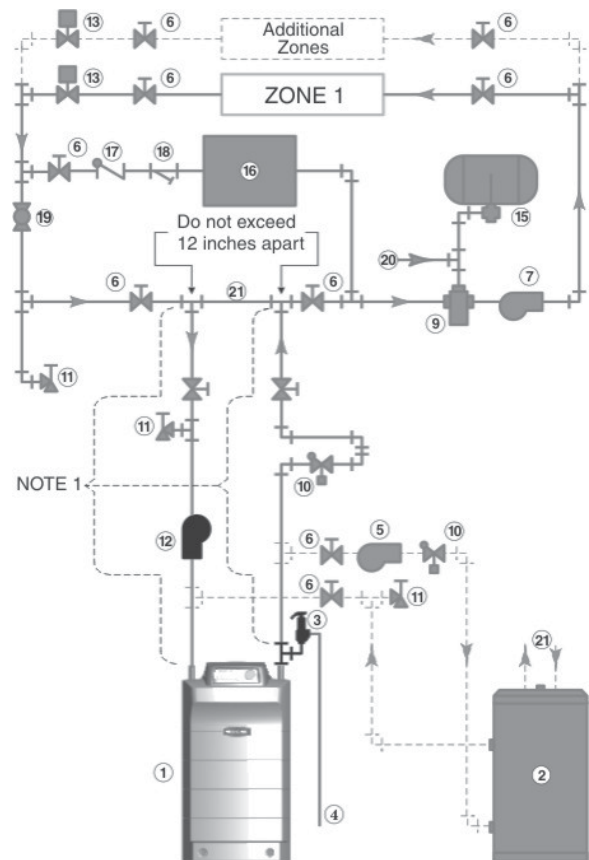 13 6 Additional Zones 6
13 6 ZONE 1 6
6 17 18 16
19 Do not exceed
12 inches apart
15
20
6 21 6 9 7
11
11
NOTE 1
10
12
6 5 10
6 11
3
21
1 2
4